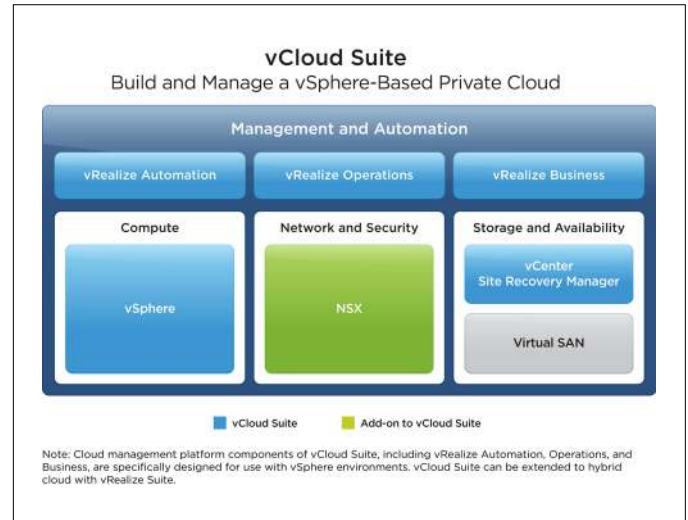 vCloud Suite
Build and Manage a vSphere-Based Private Cloud
Management and Automation
vRealize Automation
vRealize Operations
vRealize Business
Compute
vSphere
Network and Security
NSX
Storage and Availability
vCenter
Site Recovery Manager
Virtual SAN
vCloud Suite
Add-on to vCloud Suite
Note: Cloud management platform components of vCloud Suite, including vRealize Automation, Operations, and
Business, are specifically designed for use with vSphere environments. vCloud Suite can be extended to hybrid
cloud with vRealize Suite.